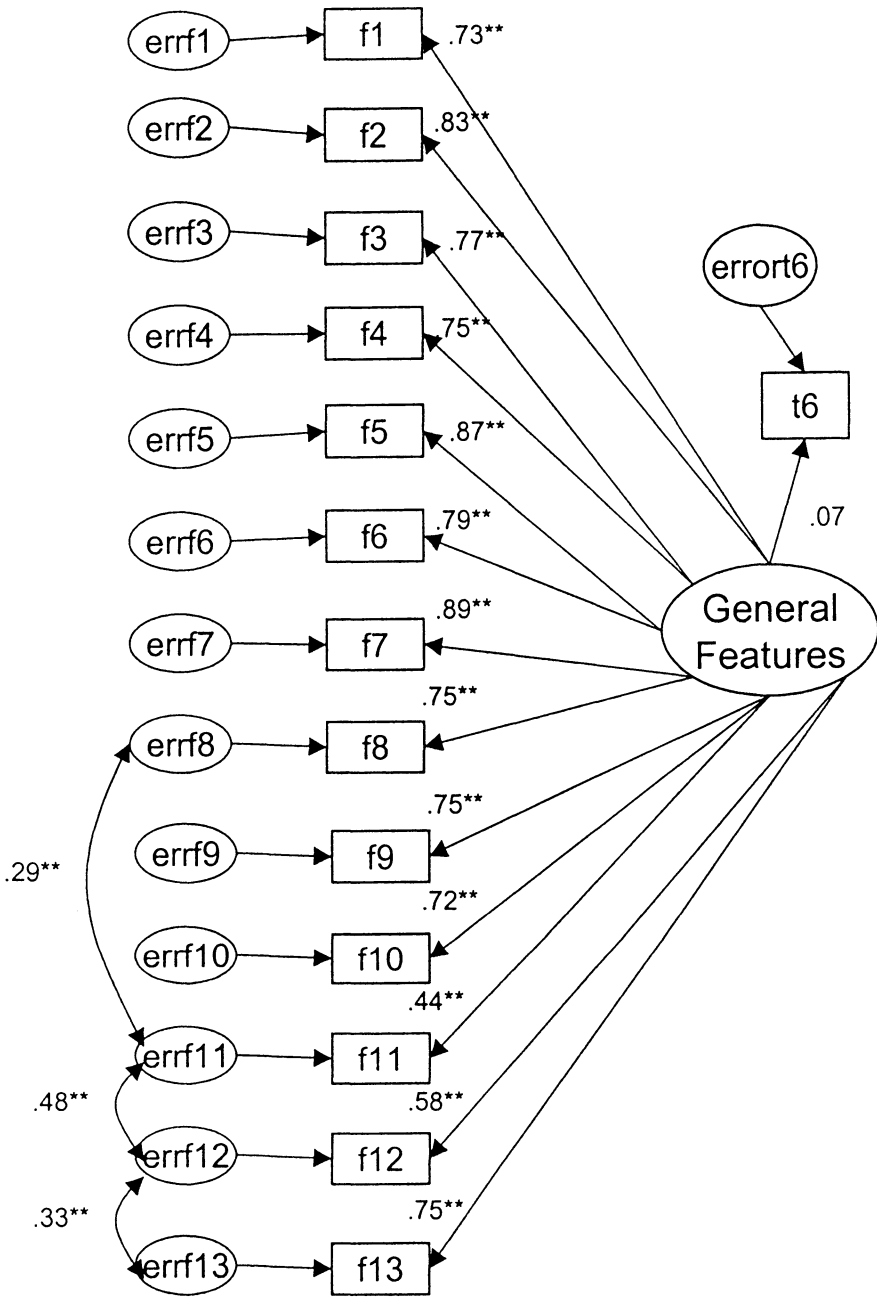 errf1 f1 .73**
errf2 f2 .83**
errf3 f3 .77**
errort6
errf4 f4 .75**
t6
errf5 f5 .87**
errf6 f6 .79**
.07
General
Features
errf7 f7 .89**
errf8 f8 .75**
errf9 f9 .75**
.29**
errf10 f10 .72**
errf11 f11 .44**
.48**
errf12 f12 .58**
.33**
errf13 f13 .75**